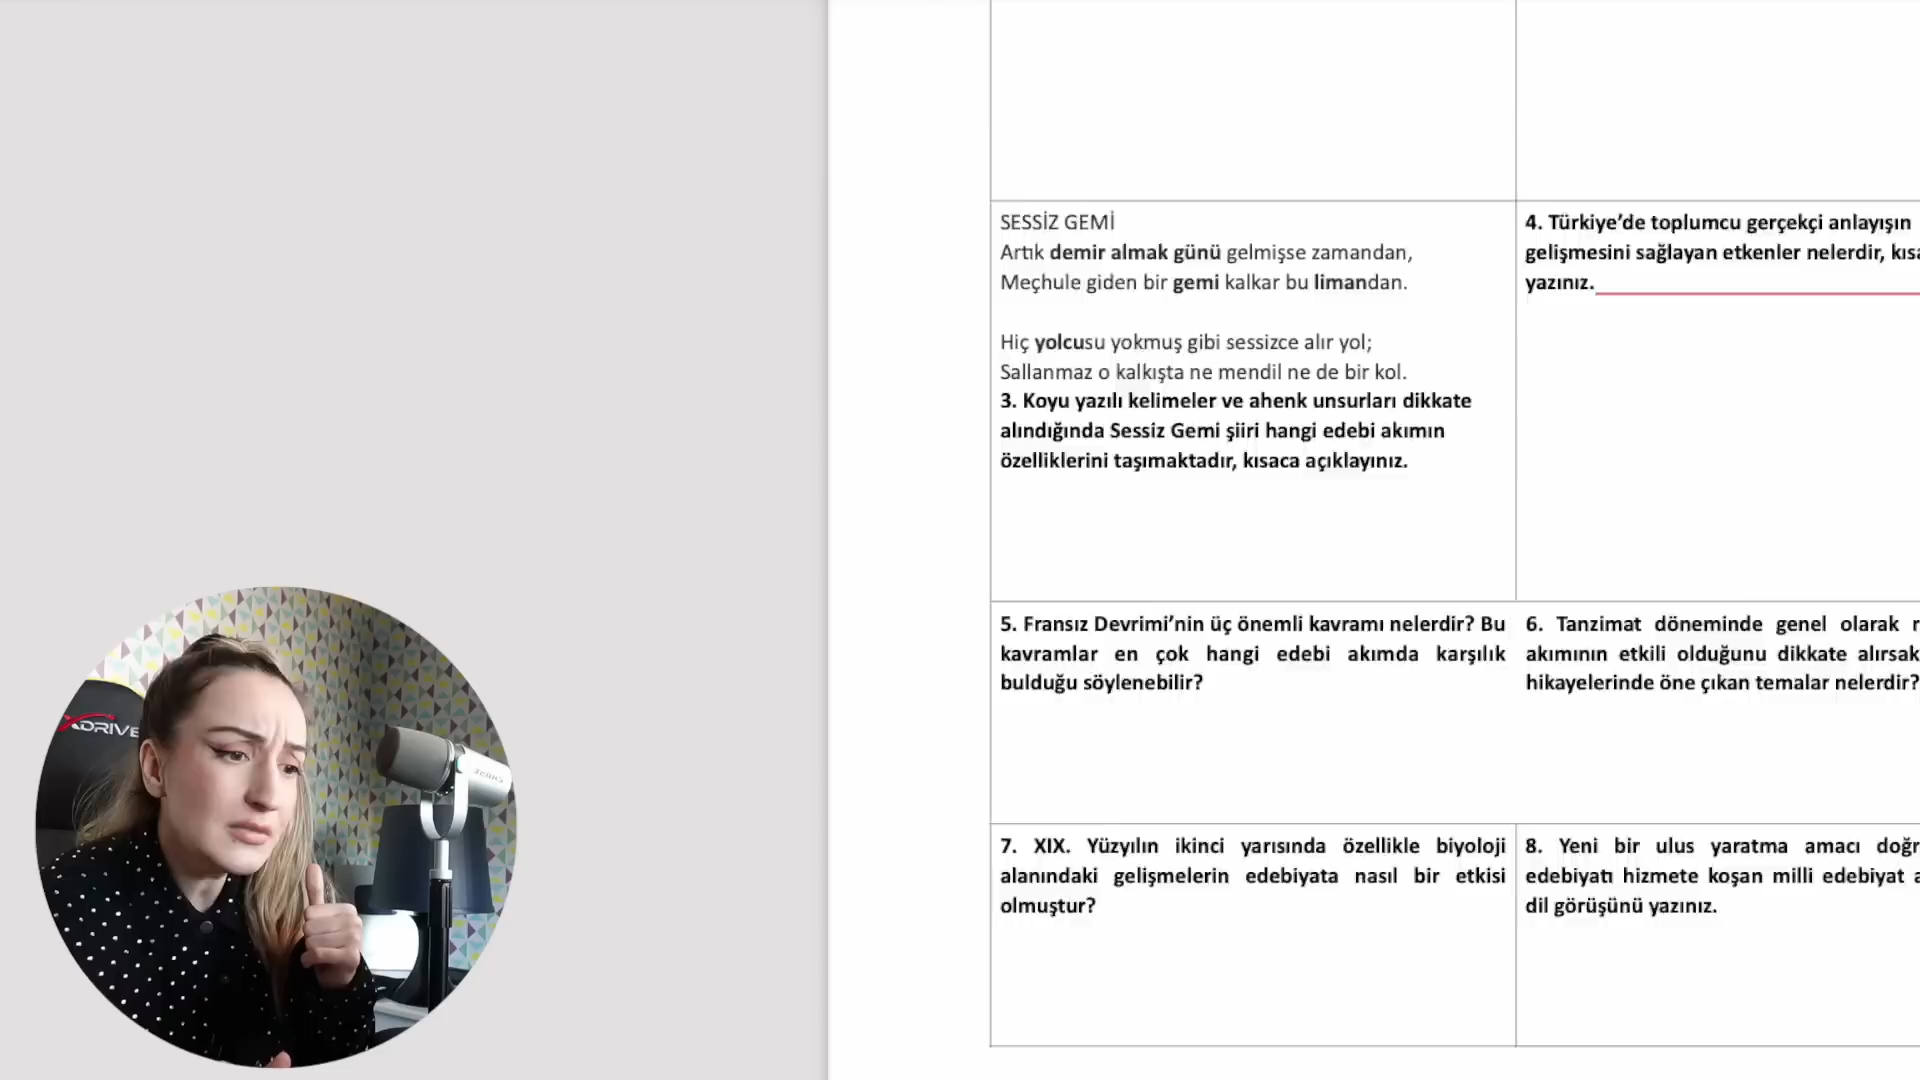 SESSİZ GEMİ
Artık demir almak günü gelmişse zamandan,
Meçhule giden bir gemi kalkar bu limandan.
Hiç yolcusu yokmuş gibi sessizce alır yol;
Sallanmaz o kalkışta ne mendil ne de bir kol.
3. Koyu yazılı kelimeler ve ahenk unsurları dikkate
alındığında Sessiz Gemi şiiri hangi edebi akımın
özelliklerini taşımaktadır, kısaca açıklayınız.
4. Türkiye’de toplumcu gerçekçi anlayışın
gelişmesini sağlayan etkenler nelerdir,
yazınız.
5. Fransız Devrimi’nin üç önemli kavramı nelerdir? Bu
kavramlar en çok hangi edebi akımda karşılık
bulduğu söylenebilir?
6. Tanzimat döneminde genel olarak
akımının etkili olduğunu dikkate alırsak
hikayelerinde öne çıkan temalar nelerdir?
7. XIX. Yüzyılın ikinci yarısında özellikle biyoloji
alanındaki gelişmelerin edebiyata nasıl bir etkisi
olmuştur?
8. Yeni bir ulus yaratma amacı
edebiyatı hizmete koşan milli edebiyat
dil görüşünü yazınız.
XDRIVE